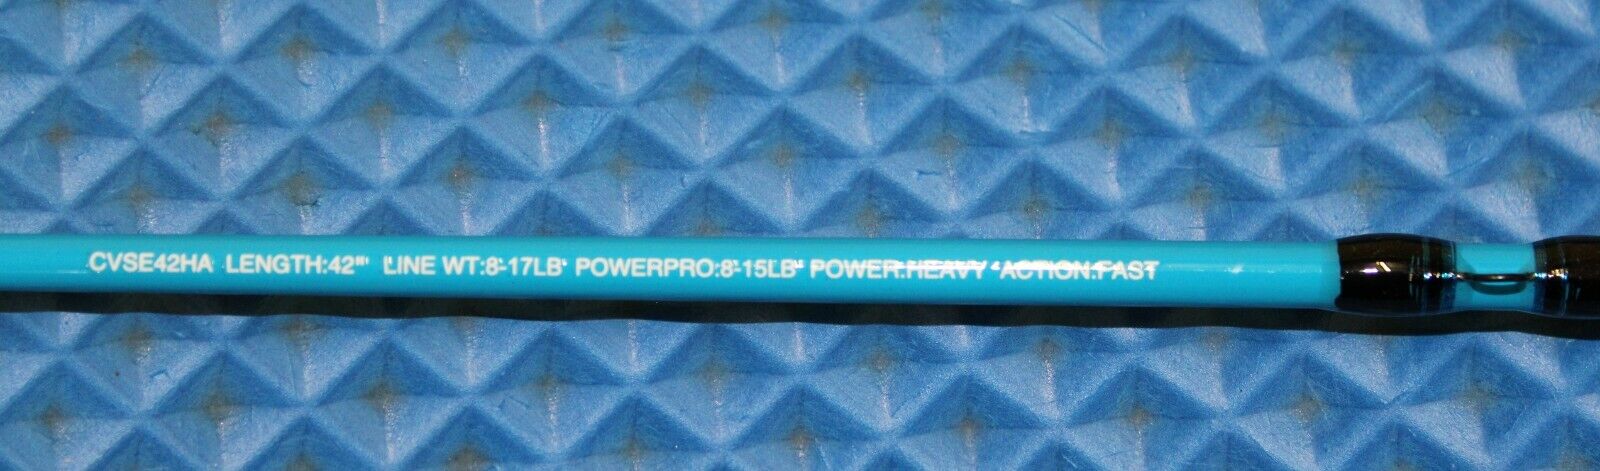 CVSE42HA LENGTH:42" LINE WT:8-17LB POWERPRO:8-15LB POWER:HEAVY ACTION:FAST